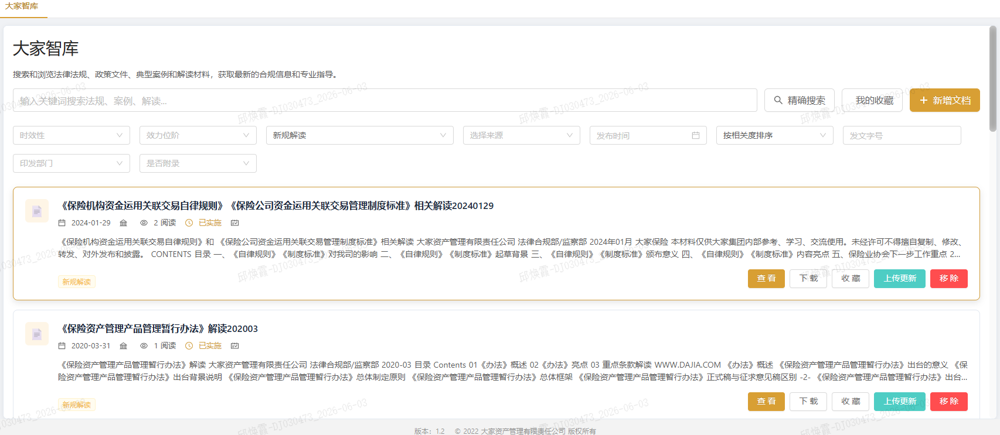 大家智库
大家智库
搜索和浏览法律法规、政策文件、典型案例和解读材料，获取最新的合规信息和专业指导。
输入关键词搜索法规、案例、解读... 精确搜索 我的收藏 新增文档
时效性 效力位阶 新规解读 选择来源 发布时间 按相关度排序 发文字号
印发部门 是否附录
《保险机构资金运用关联交易自律规则》《保险公司资金运用关联交易管理制度标准》相关解读20240129
2024-01-29 2 阅读 已实施
《保险机构资金运用关联交易自律规则》和 《保险公司资金运用关联交易管理制度标准》相关解读 大家资产管理有限责任公司 法律合规部/监察部 2024年01月 大家保险 本材料仅供大家集团内部参考、学习、交流使用。未经许可不得擅自复制、修改、
转发、对外发布和披露。 CONTENTS 目录 一、《自律规则》《制度标准》对我司的影响 二、《自律规则》《制度标准》起草背景 三、《自律规则》《制度标准》颁布意义 四、《自律规则》《制度标准》内容亮点 五、保险业协会下一步工作重点 2...
新规解读 查 看 下 载 收 藏 上传更新 移 除
《保险资产管理产品管理暂行办法》解读202003
2020-03-31 1 阅读 已实施
《保险资产管理产品管理暂行办法》解读 大家资产管理有限责任公司 法律合规部/监察部 2020-03 目录 Contents 01《办法》概述 02《办法》亮点 03 重点条款解读 WWW.DAJIA.COM 《办法》概述 《保险资产管理产品管理暂行办法》出台的意义 《保
险资产管理产品管理暂行办法》出台背景说明 《保险资产管理产品管理暂行办法》总体制定原则 《保险资产管理产品管理暂行办法》总体框架 《保险资产管理产品管理暂行办法》正式稿与征求意见稿区别 -2- 《保险资产管理产品管理暂行办法》出台...
新规解读 查 看 下 载 收 藏 上传更新 移 除
版本：1.2 © 2022 大家资产管理有限责任公司 版权所有
邱焕霞-DJ030473_2026-06-03